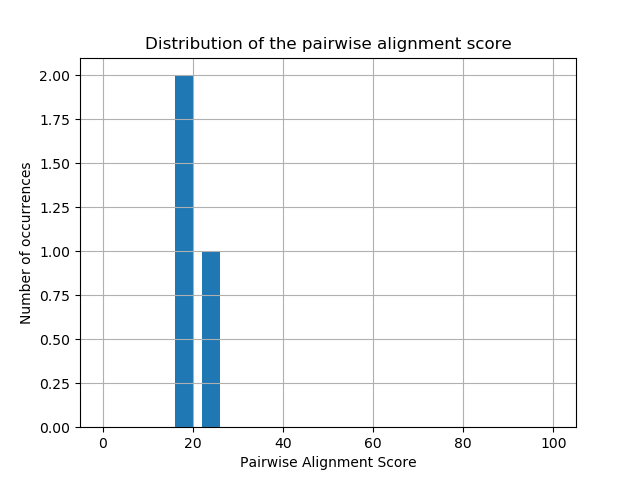 Distribution of the pairwise alignment score
2.00
1.75
1.50
1.25
1.00
0.75
0.50
0.25
0.00
Number of occurrences
0 20 40 60 80 100
Pairwise Alignment Score